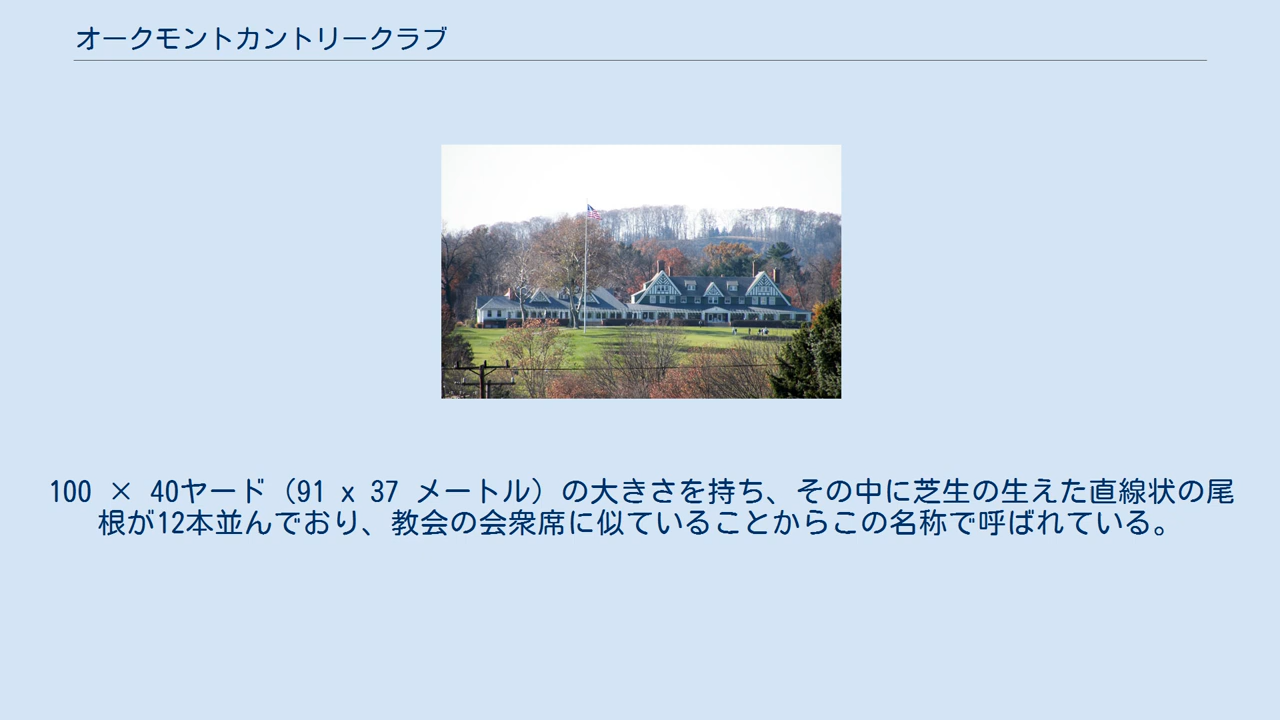 オークモントカントリークラブ
100 × 40ヤード（91 x 37 メートル）の大きさを持ち、その中に芝生の生えた直線状の尾
根が12本並んでおり、教会の会衆席に似ていることからこの名称で呼ばれている。